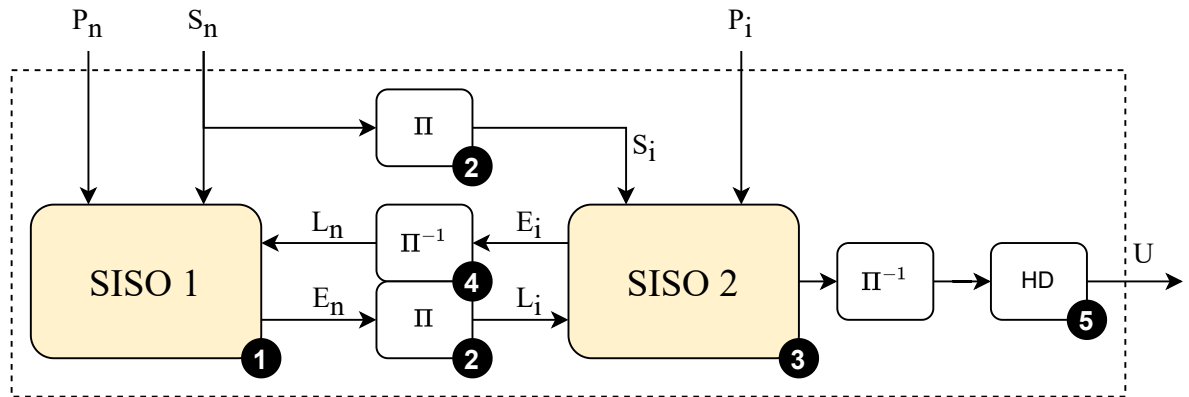 Pn
Sn
Pi
Π
2
Si
SISO 1
1
Ln
Π−1
4
Ei
En
Π
2
Li
SISO 2
3
Π−1
HD
5
U